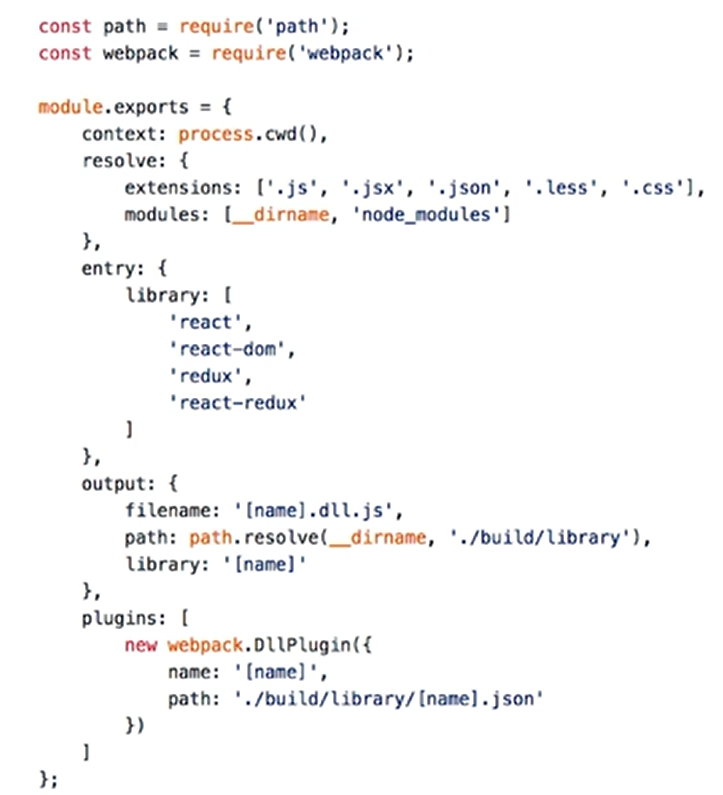 const path = require('path');
const webpack = require('webpack');

module.exports = {
    context: process.cwd(),
    resolve: {
        extensions: ['.js', '.jsx', '.json', '.less', '.css'],
        modules: [__dirname, 'node_modules']
    },
    entry: {
        library: [
            'react',
            'react-dom',
            'redux',
            'react-redux'
        ]
    },
    output: {
        filename: '[name].dll.js',
        path: path.resolve(__dirname, './build/library'),
        library: '[name]'
    },
    plugins: [
        new webpack.DllPlugin({
            name: '[name]',
            path: './build/library/[name].json'
        })
    ]
};